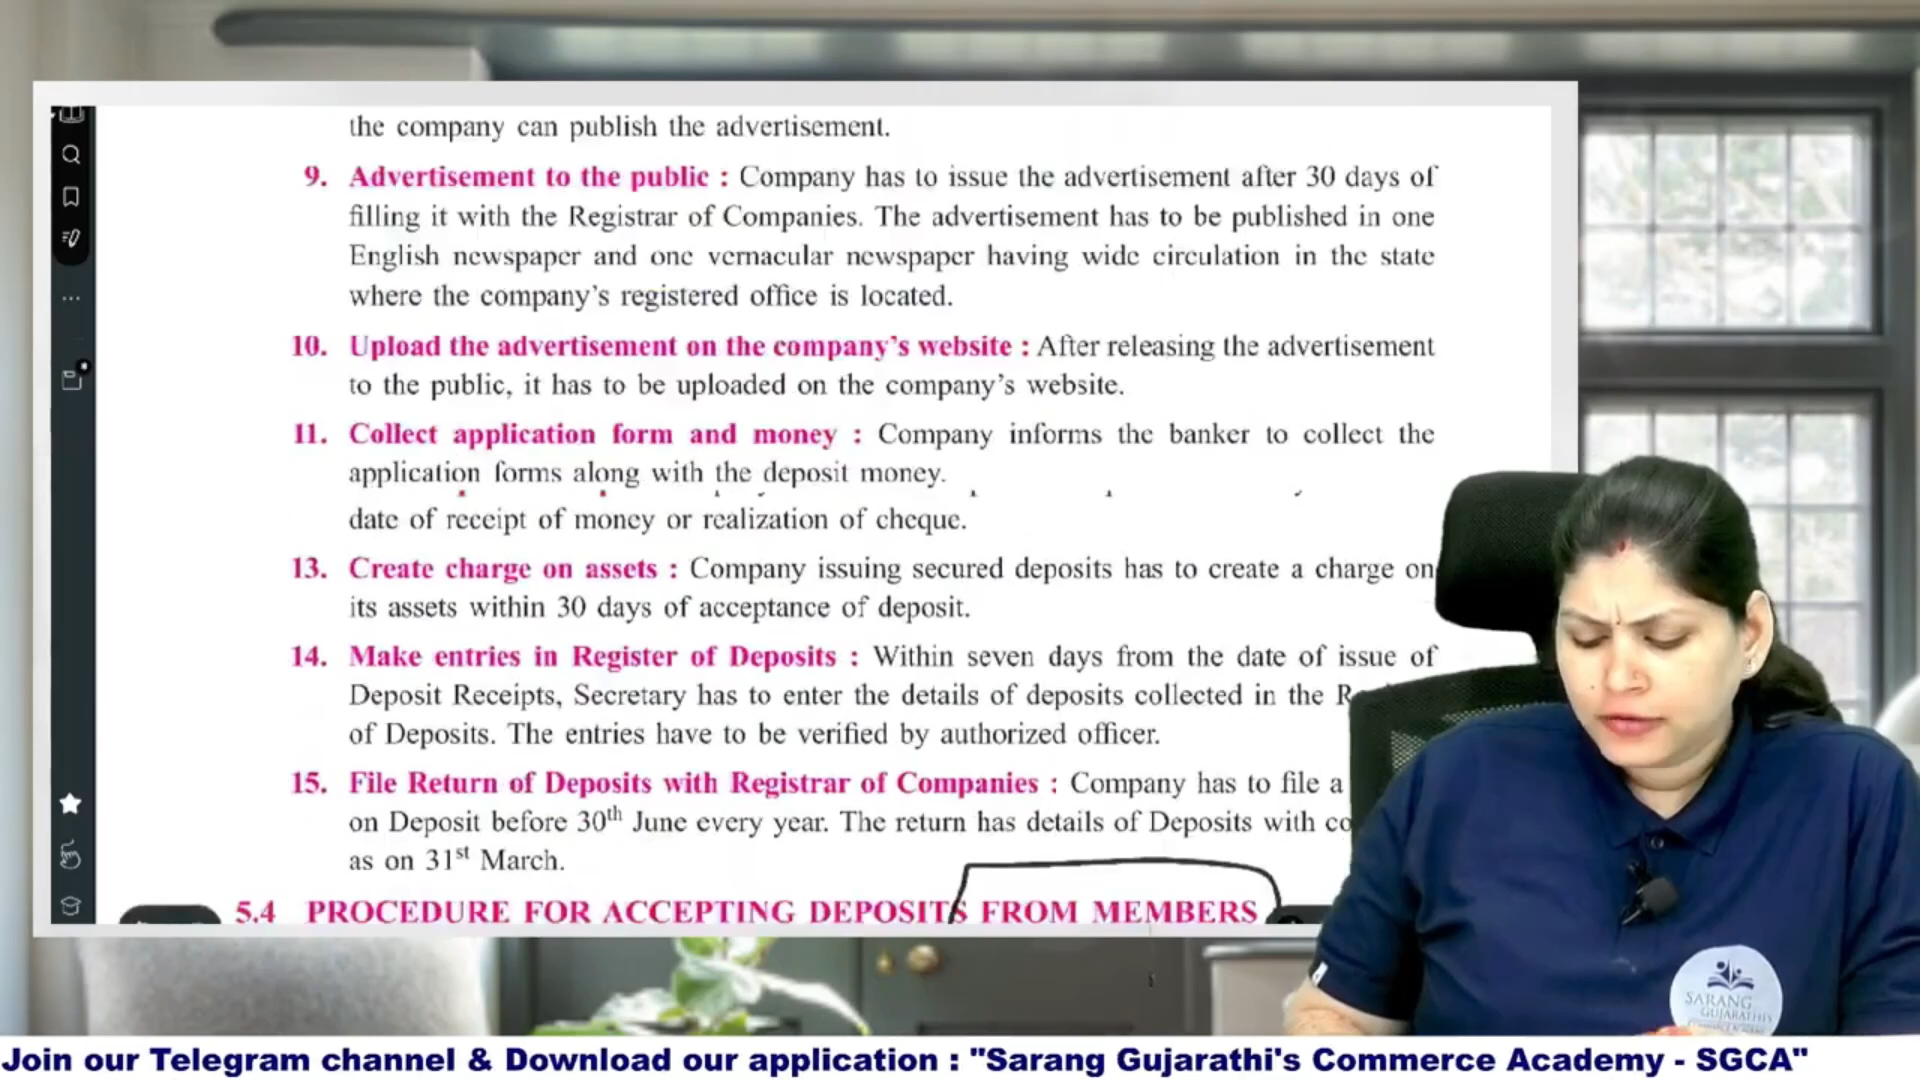 the company can publish the advertisement.
9. Advertisement to the public : Company has to issue the advertisement after 30 days of
filling it with the Registrar of Companies. The advertisement has to be published in one
English newspaper and one vernacular newspaper having wide circulation in the state
where the company's registered office is located.
10. Upload the advertisement on the company's website : After releasing the advertisement
to the public, it has to be uploaded on the company's website.
11. Collect application form and money : Company informs the banker to collect the
application forms along with the deposit money.
date of receipt of money or realization of cheque.
13. Create charge on assets : Company issuing secured deposits has to create a charge on
its assets within 30 days of acceptance of deposit.
14. Make entries in Register of Deposits : Within seven days from the date of issue of
Deposit Receipts, Secretary has to enter the details of deposits collected in the
of Deposits. The entries have to be verified by authorized officer.
15. File Return of Deposits with Registrar of Companies : Company has to file a
on Deposit before 30th June every year. The return has details of Deposits with
as on 31st March.
5.4 PROCEDURE FOR ACCEPTING DEPOSITS FROM MEMBERS
SARANG
GUJARATHI'S
Join our Telegram channel & Download our application : "Sarang Gujarathi's Commerce Academy - SGCA"